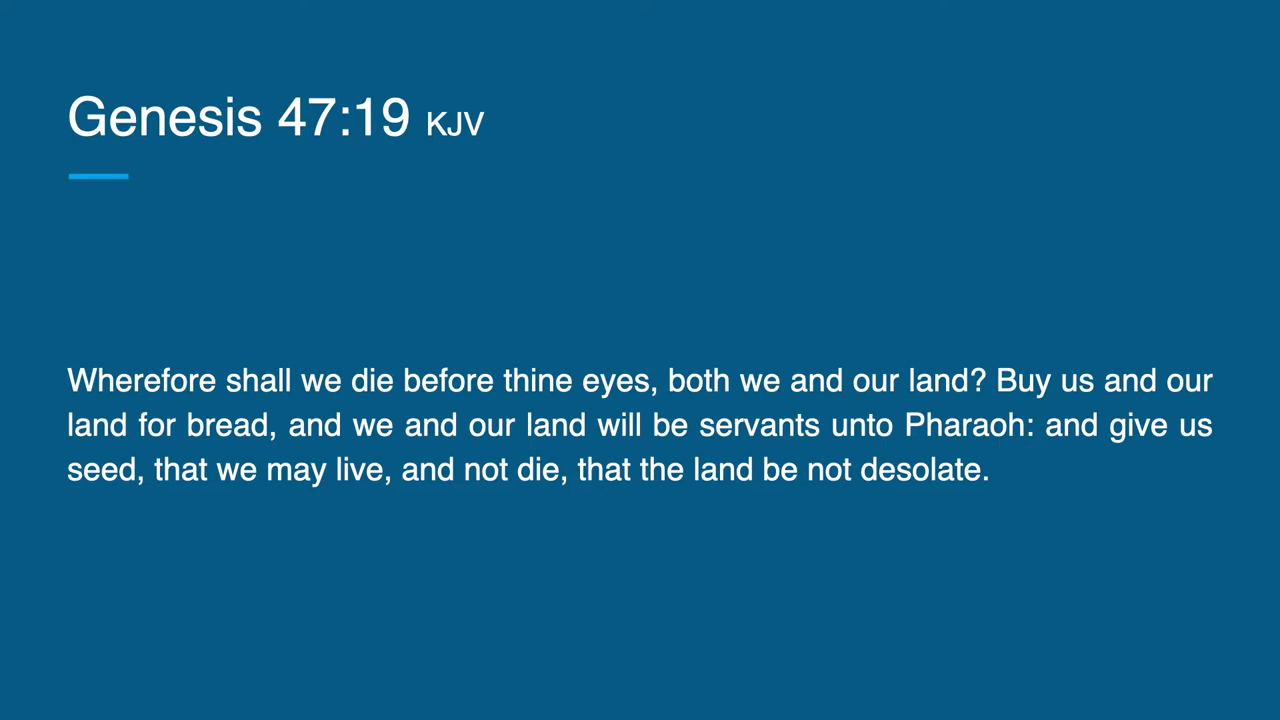 Genesis 47:19 KJV
Wherefore shall we die before thine eyes, both we and our land? Buy us and our
land for bread, and we and our land will be servants unto Pharaoh: and give us
seed, that we may live, and not die, that the land be not desolate.